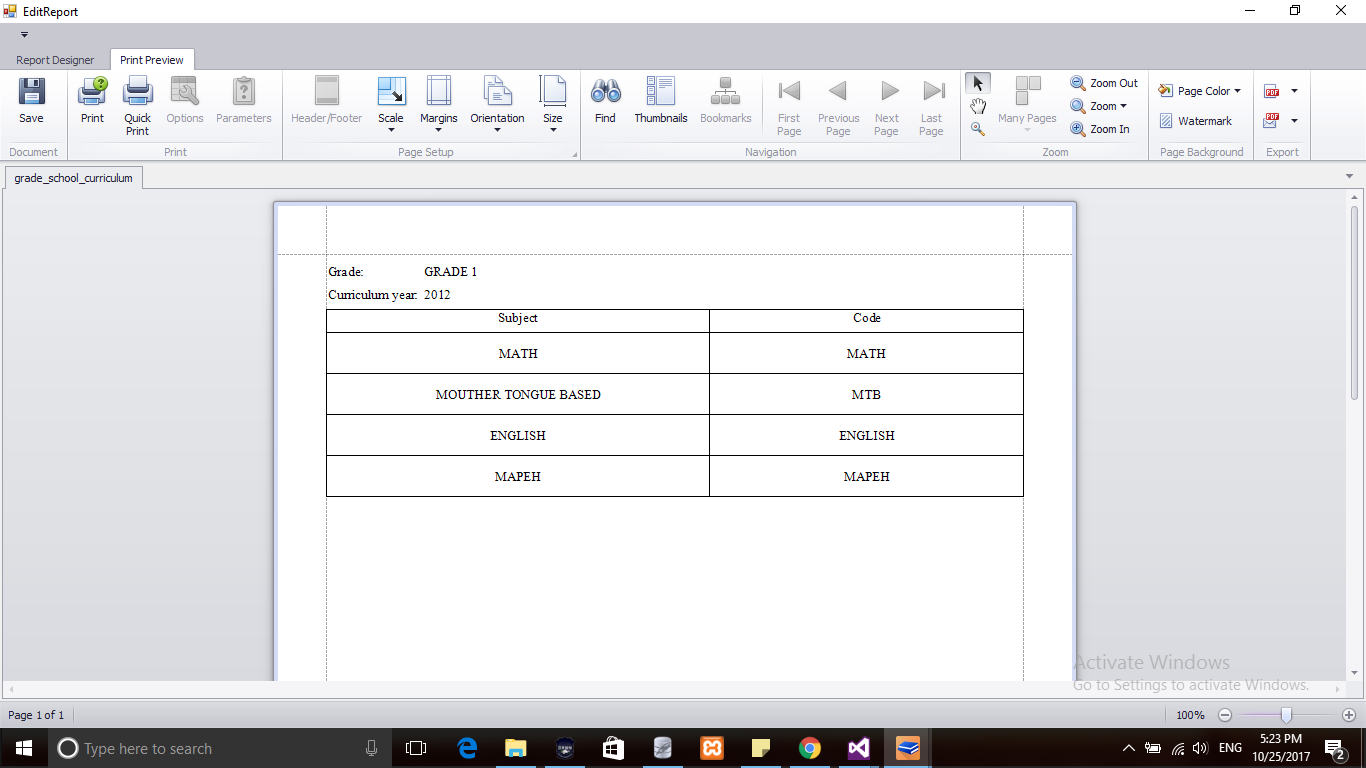 EditReport
Report Designer Print Preview
Save Print Quick Print Options Parameters Header/Footer Scale Margins Orientation Size Find Thumbnails Bookmarks First Page Previous Page Next Page Last Page Many Pages Zoom Out Zoom Zoom In Page Color Watermark PDF PDF
Document Print Page Setup Navigation Zoom Page Background Export
grade_school_curriculum
Grade: GRADE 1
Curriculum year: 2012
Subject Code
MATH MATH
MOUTHER TONGUE BASED MTB
ENGLISH ENGLISH
MAPEH MAPEH
Activate Windows
Go to Settings to activate Windows.
Page 1 of 1 100%
Type here to search ENG 5:23 PM
10/25/2017 2